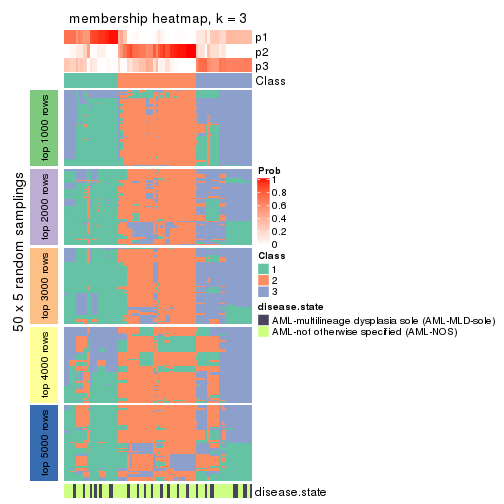 membership heatmap, k = 3
p1
p2
p3
Class
50 x 5 random samplings
top 1000 rows
top 2000 rows
top 3000 rows
top 4000 rows
top 5000 rows
Prob
1
0.8
0.6
0.4
0.2
0
Class
1
2
3
disease.state
AML-multilineage dysplasia sole (AML-MLD-sole)
AML-not otherwise specified (AML-NOS)
disease.state